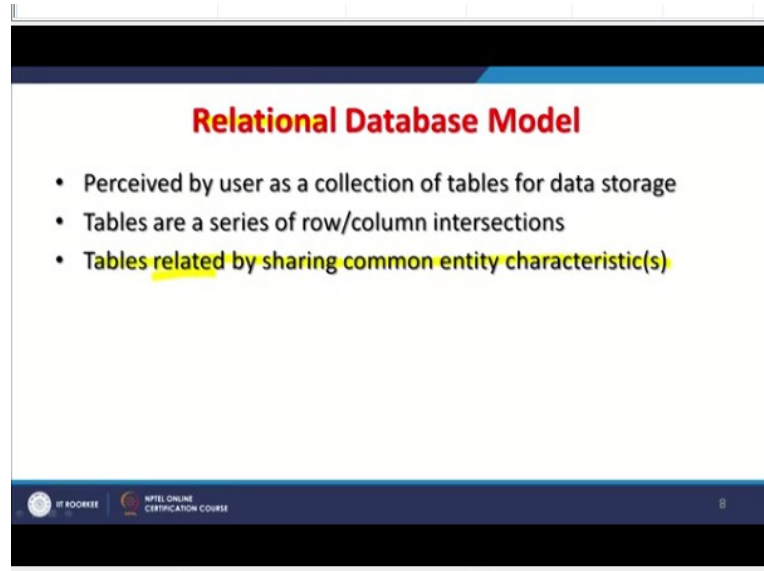 Relational Database Model
• Perceived by user as a collection of tables for data storage
• Tables are a series of row/column intersections
• Tables related by sharing common entity characteristic(s)
IIT ROORKEE
NPTEL ONLINE
CERTIFICATION COURSE
8